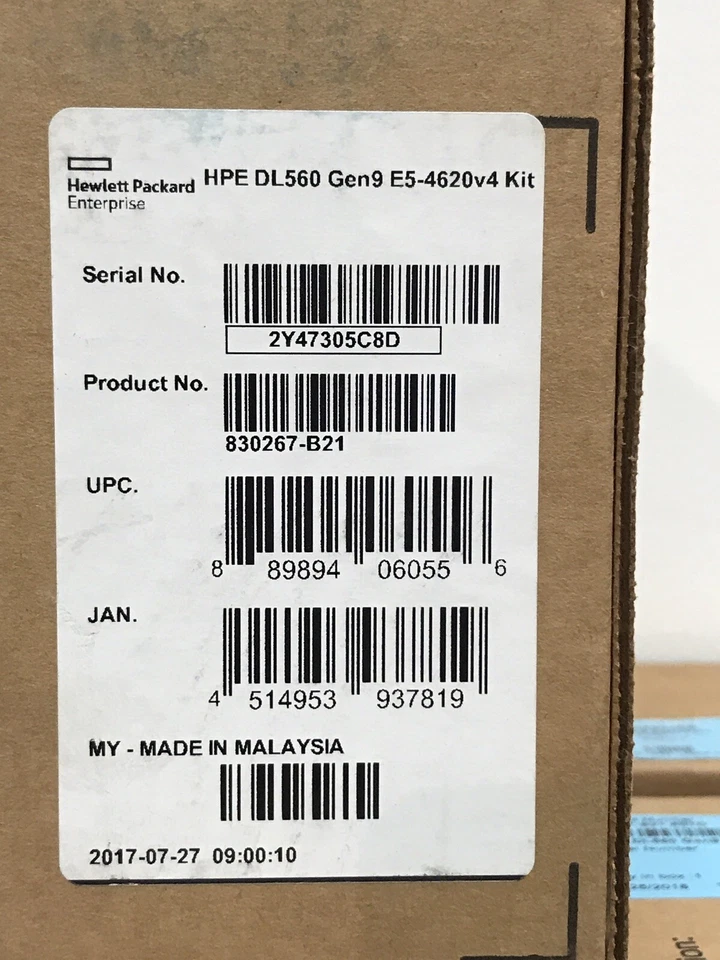 Hewlett Packard
Enterprise
HPE DL560 Gen9 E5-4620v4 Kit
Serial No.
2Y47305C8D
Product No.
830267-B21
UPC.
8 89894 06055 6
JAN.
4 514953 937819
MY - MADE IN MALAYSIA
2017-07-27 09:00:10